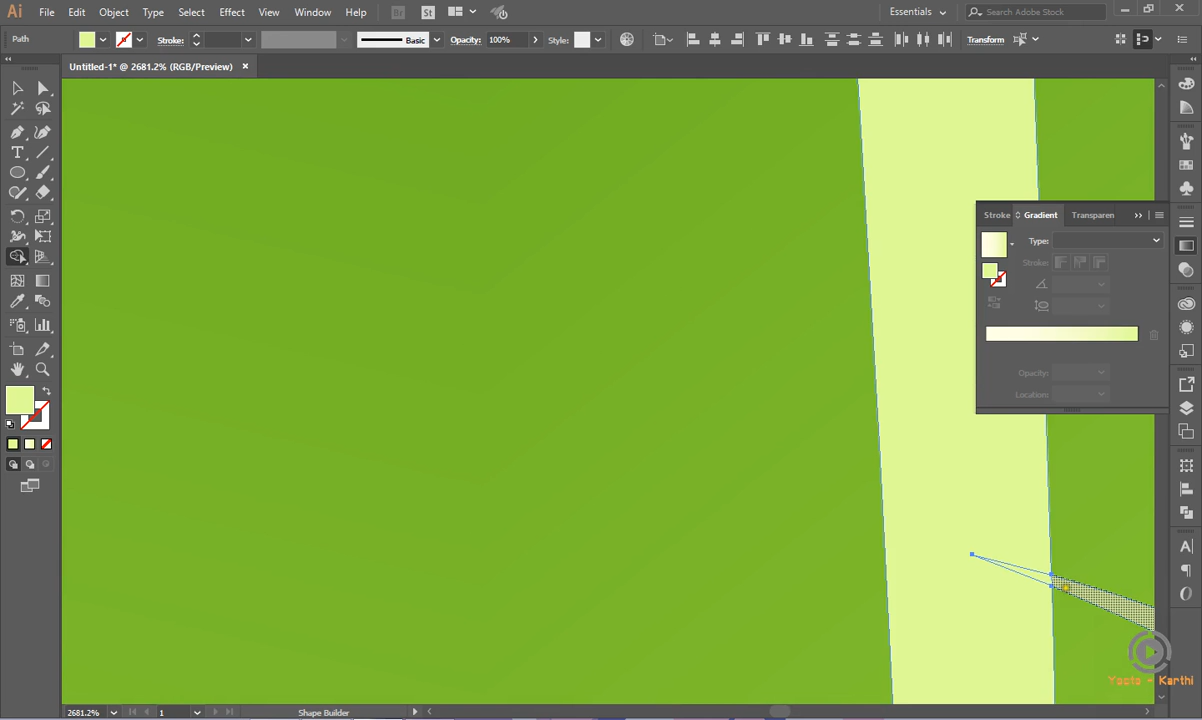 Ai File Edit Object Type Select Effect View Window Help Br St Essentials Search Adobe Stock
Path Stroke: Basic Opacity: 100% Style: Transform
Untitled-1* @ 2681.2% (RGB/Preview)
Stroke Gradient Transparen
Type:
Stroke:
Opacity:
Location:
Yacto - Karthi
2681.2% 1 Shape Builder